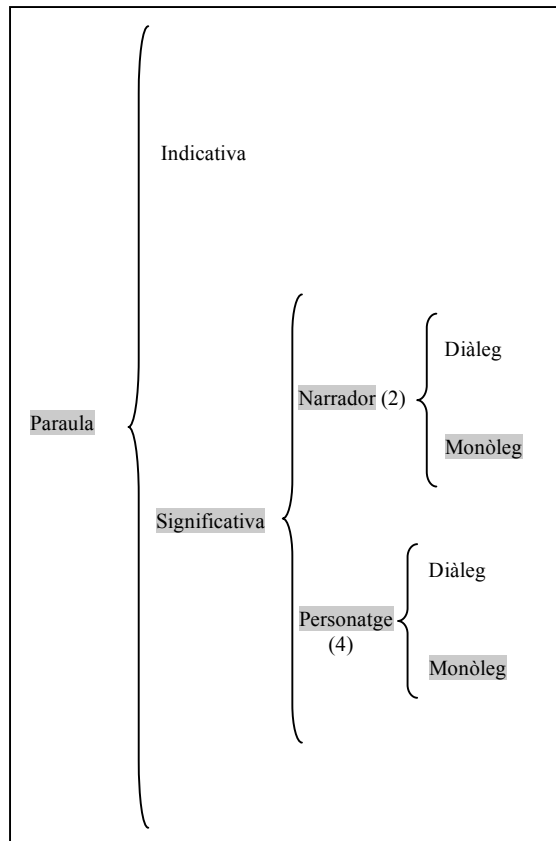 Indicativa
Diàleg
Narrador (2)
Paraula
Monòleg
Significativa
Diàleg
Personatge
(4)
Monòleg